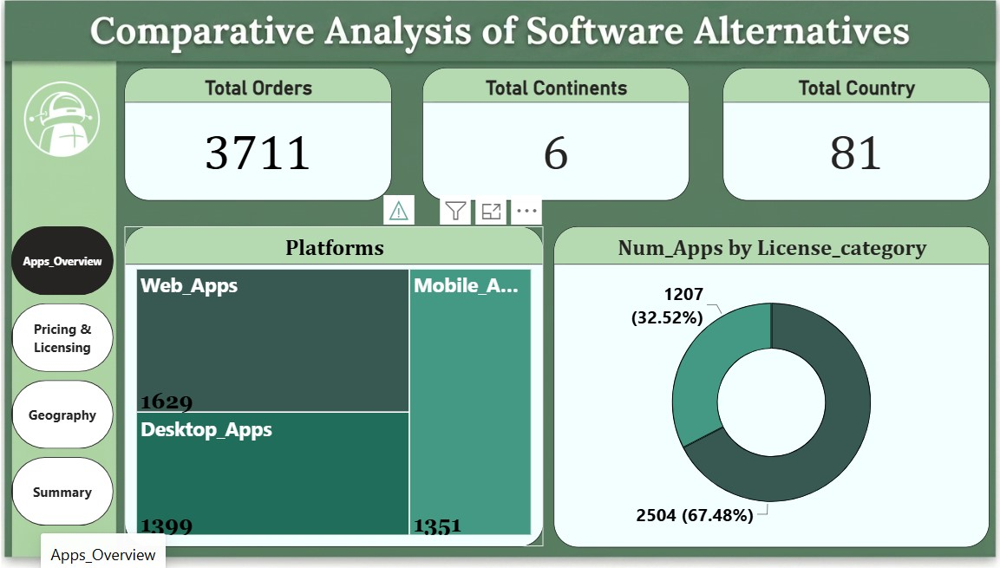 Comparative Analysis of Software Alternatives
Total Orders
3711
Total Continents
6
Total Country
81
Apps_Overview
Pricing &
Licensing
Geography
Summary
Apps_Overview
Platforms
Web_Apps
1629
Desktop_Apps
1399
Mobile_A...
1351
Num_Apps by License_category
1207
(32.52%)
2504 (67.48%)